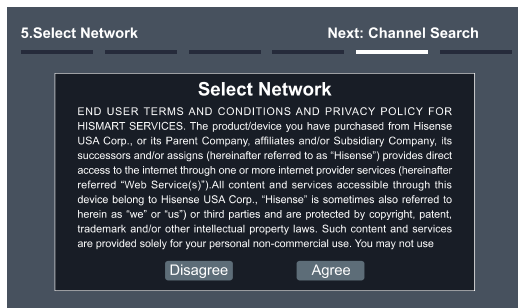 5.Select Network
Next: Channel Search
Select Network
END USER TERMS AND CONDITIONS AND PRIVACY POLICY FOR
HISMART SERVICES. The product/device you have purchased from Hisense
USA Corp., or its Parent Company, affiliates and/or Subsidiary Company, its
successors and/or assigns (hereinafter referred to as “Hisense”) provides direct
access to the internet through one or more internet provider services (hereinafter
referred “Web Service(s)”).All content and services accessible through this
device belong to Hisense USA Corp., “Hisense” is sometimes also referred to
herein as “we” or “us”) or third parties and are protected by copyright, patent,
trademark and/or other intellectual property laws. Such content and services
are provided solely for your personal non-commercial use. You may not use
Disagree
Agree